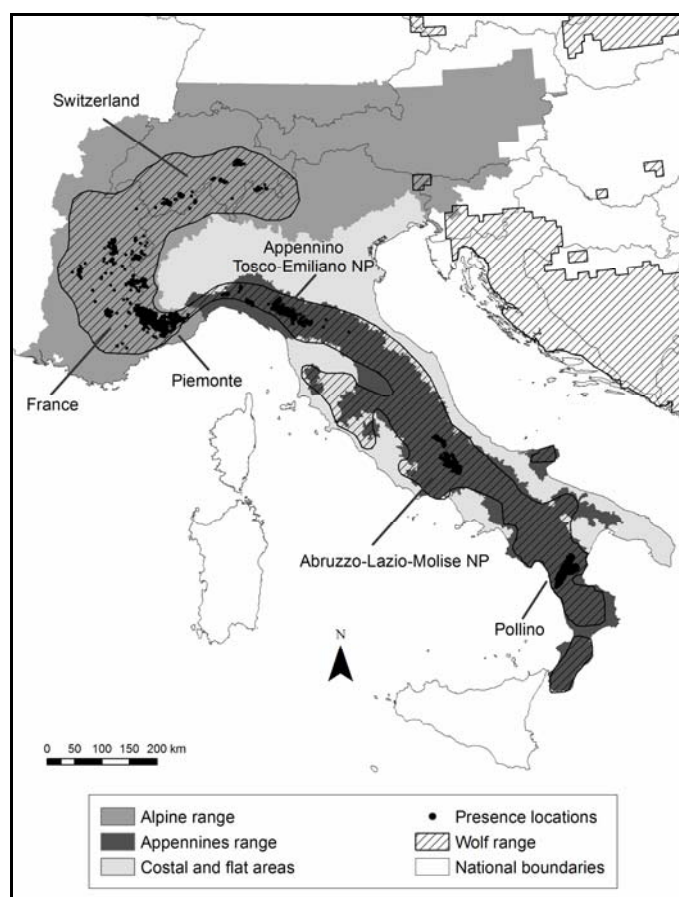 Switzerland
Appennino
Tosco-Emiliano NP
Piemonte
France
Abruzzo-Lazio-Molise NP
Pollino
N
0 50 100 150 200 km
Alpine range
Appennines range
Costal and flat areas
Presence locations
Wolf range
National boundaries